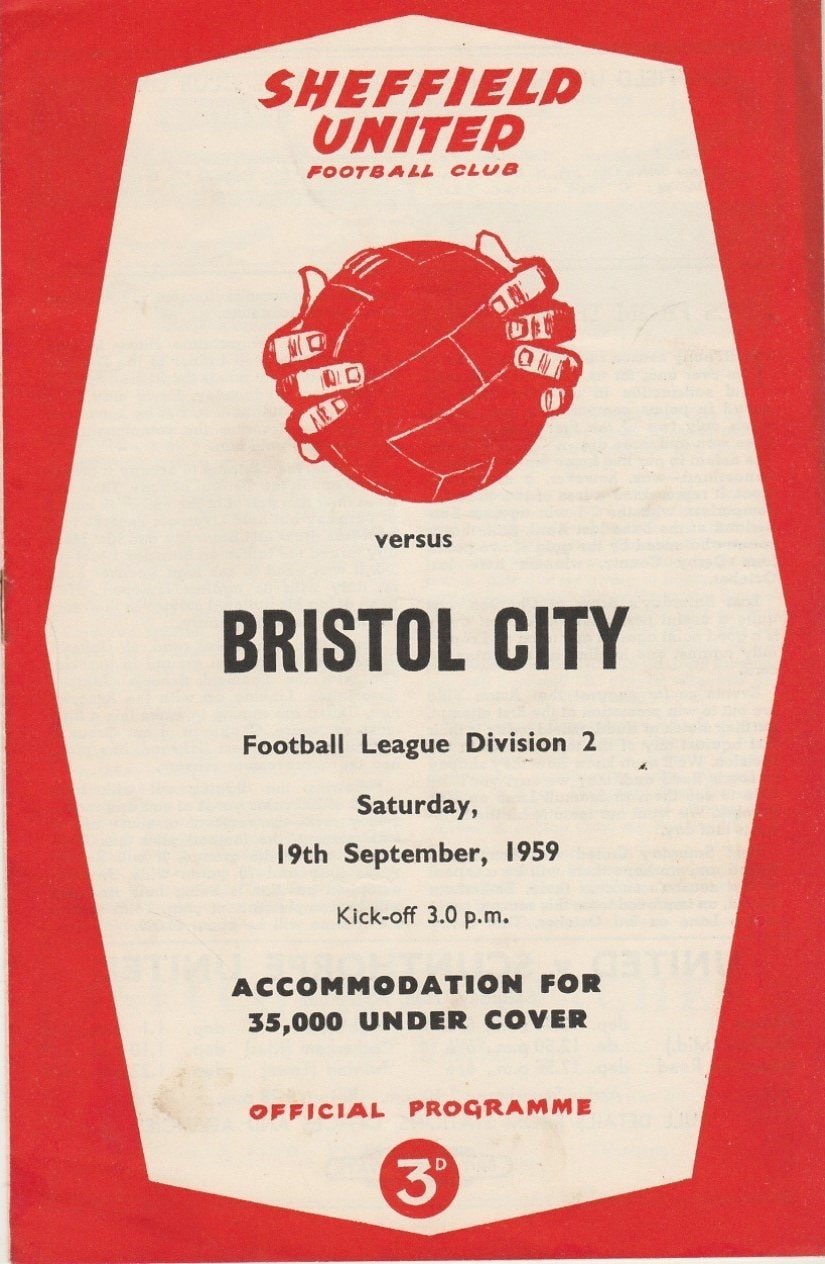 SHEFFIELD
UNITED
FOOTBALL CLUB
versus
BRISTOL CITY
Football League Division 2
Saturday,
19th September, 1959
Kick-off 3.0 p.m.
ACCOMMODATION FOR
35,000 UNDER COVER
OFFICIAL PROGRAMME
3D